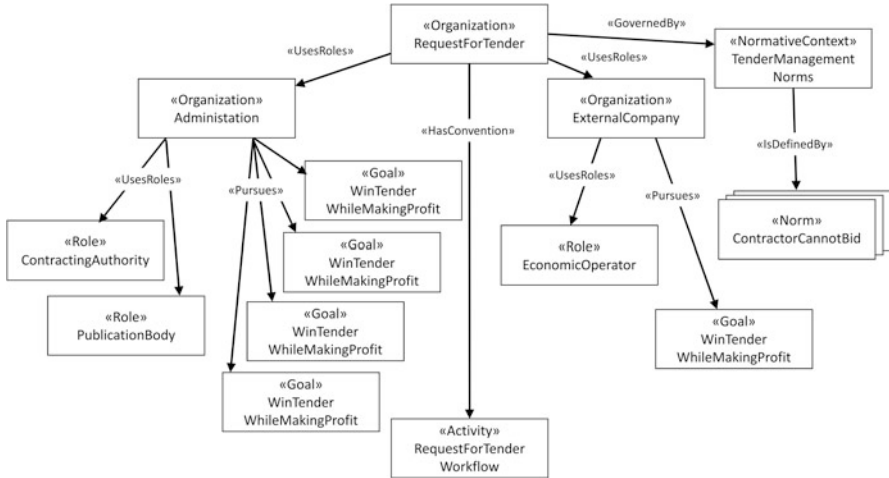 «Organization»
RequestForTender
«GovernedBy»
«UsesRoles»
«UsesRoles»
«NormativeContext»
TenderManagement
Norms
«Organization»
Administation
«Organization»
ExternalCompany
«HasConvention»
«IsDefinedBy»
«UsesRoles»
«Pursues»
«Goal»
WinTender
WhileMakingProfit
«UsesRoles»
«Pursues»
«Role»
ContractingAuthority
«Goal»
WinTender
WhileMakingProfit
«Role»
EconomicOperator
«Norm»
ContractorCannotBid
«Role»
PublicationBody
«Goal»
WinTender
WhileMakingProfit
«Goal»
WinTender
WhileMakingProfit
«Goal»
WinTender
WhileMakingProfit
«Activity»
RequestForTender
Workflow